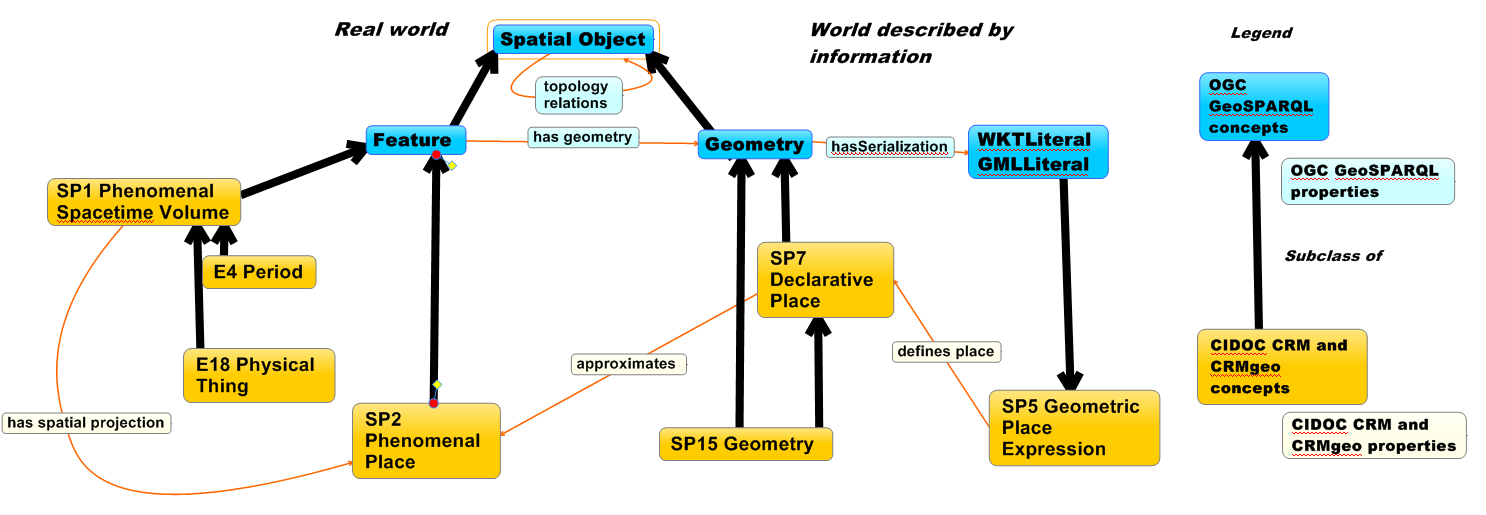 Real world
Spatial Object
World described by
information
Legend
topology
relations
OGC
GeoSPARQL
concepts
Feature
has geometry
Geometry
hasSerialization
WKTLiteral
GMLLiteral
OGC GeoSPARQL
properties
SP1 Phenomenal
Spacetime Volume
E4 Period
SP7
Declarative
Place
Subclass of
E18 Physical
Thing
approximates
defines place
CIDOC CRM and
CRMgeo
concepts
has spatial projection
SP2
Phenomenal
Place
SP15 Geometry
SP5 Geometric
Place
Expression
CIDOC CRM and
CRMgeo properties